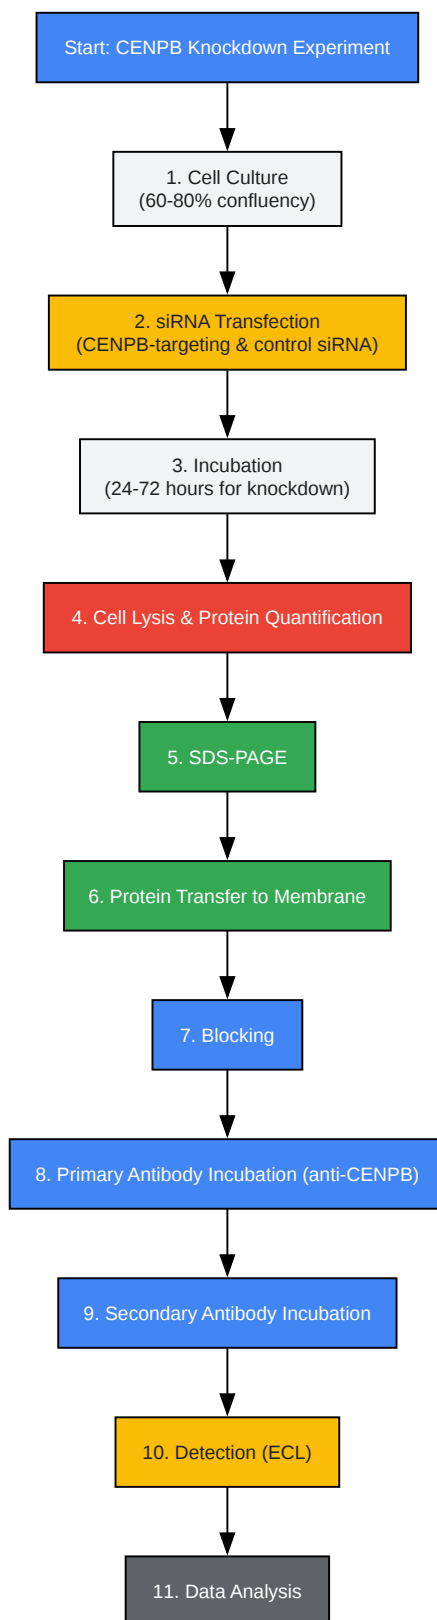 Start: CENPB Knockdown Experiment
1. Cell Culture
(60-80% confluency)
2. siRNA Transfection
(CENPB-targeting & control siRNA)
3. Incubation
(24-72 hours for knockdown)
4. Cell Lysis & Protein Quantification
5. SDS-PAGE
6. Protein Transfer to Membrane
7. Blocking
8. Primary Antibody Incubation (anti-CENPB)
9. Secondary Antibody Incubation
10. Detection (ECL)
11. Data Analysis